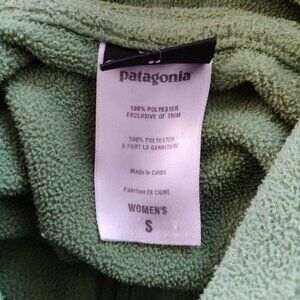 patagonia
100% POLYESTER
EXCLUSIVE OF TRIM
100% POLYESTER
A PART LA GARNITURE
Made in CHINA
Fabriqué EN CHINE
WOMEN'S
S